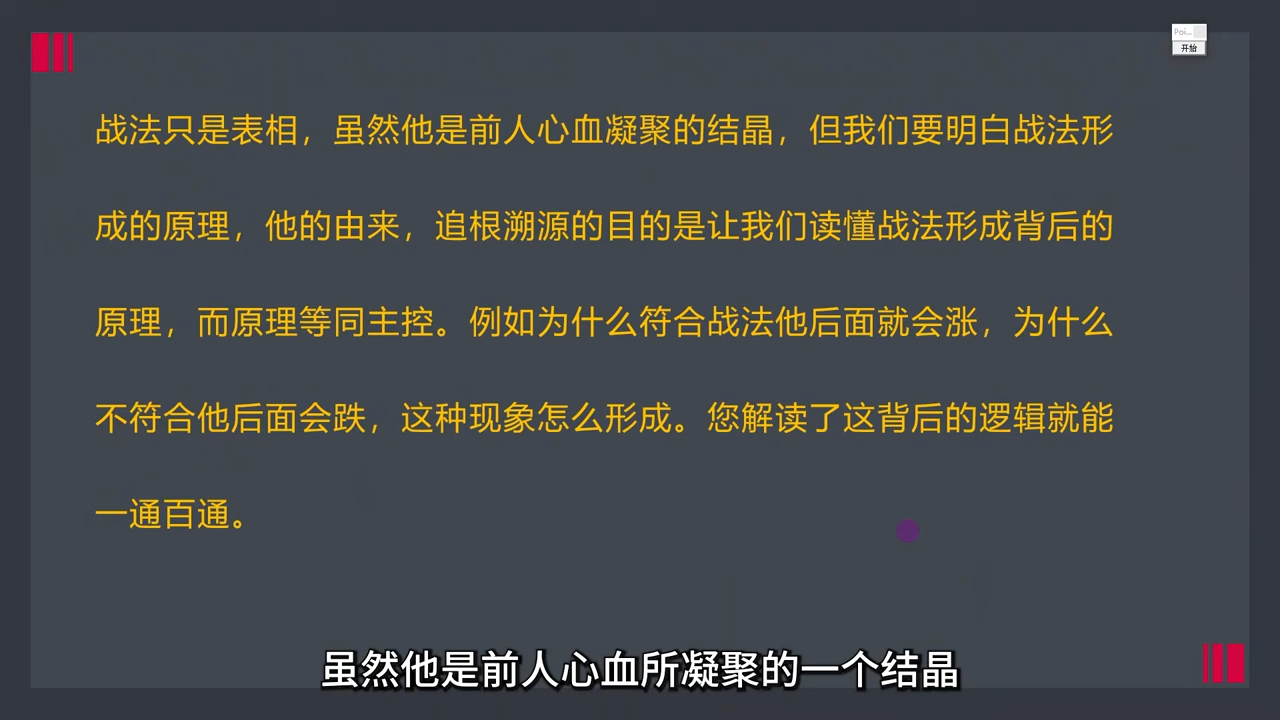 Poi...
开始
战法只是表相，虽然他是前人心血凝聚的结晶，但我们要明白战法形
成的原理，他的由来，追根溯源的目的是让我们读懂战法形成背后的
原理，而原理等同主控。例如为什么符合战法他后面就会涨，为什么
不符合他后面会跌，这种现象怎么形成。您解读了这背后的逻辑就能
一通百通。
虽然他是前人心血所凝聚的一个结晶